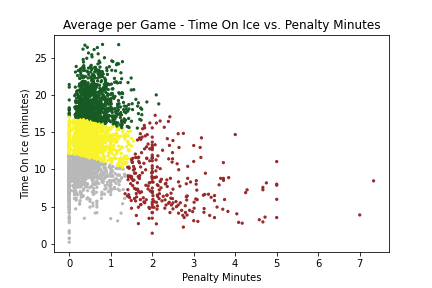 Average per Game - Time On Ice vs. Penalty Minutes
Time On Ice (minutes)
25
20
15
10
5
0
0 1 2 3 4 5 6 7
Penalty Minutes